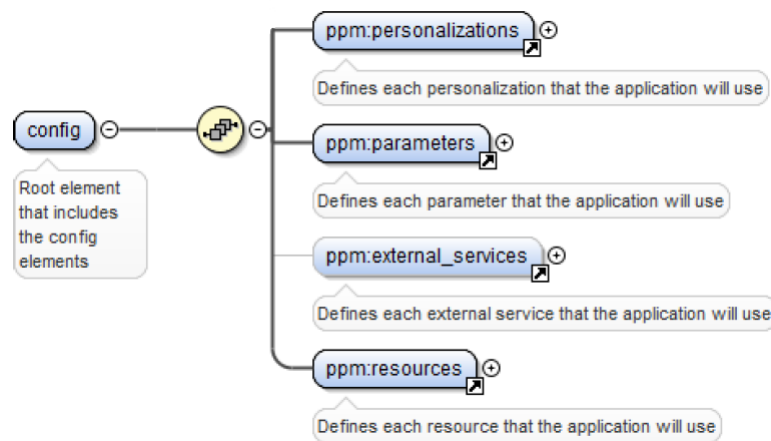 ppm:personalizations
Defines each personalization that the application will use
config
Root element
that includes
the config
elements
ppm:parameters
Defines each parameter that the application will use
ppm:external_services
Defines each external service that the application will use
ppm:resources
Defines each resource that the application will use